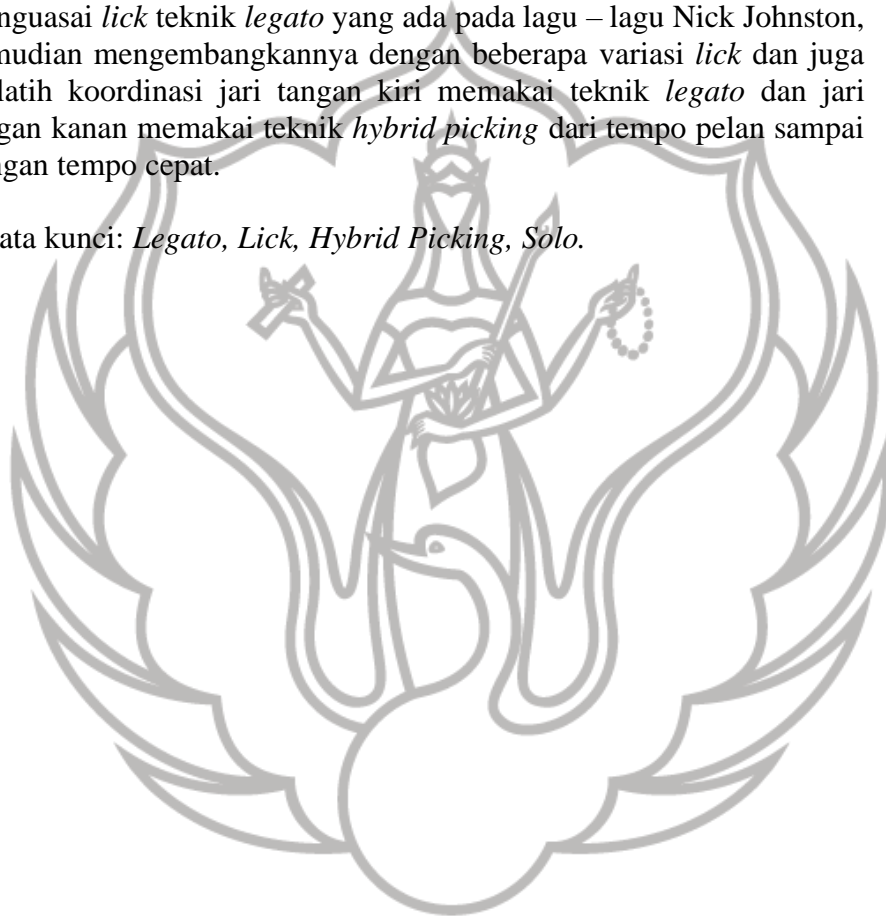 nguasai lick teknik legato yang ada pada lagu – lagu Nick Johnston,
mudian mengembangkannya dengan beberapa variasi lick dan juga
latih koordinasi jari tangan kiri memakai teknik legato dan jari
gan kanan memakai teknik hybrid picking dari tempo pelan sampai
ngan tempo cepat.
ata kunci: Legato, Lick, Hybrid Picking, Solo.